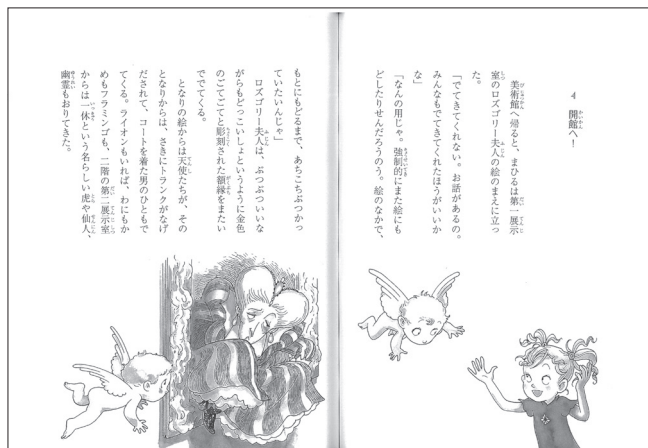 4 開館へ！
美術館へ帰ると、まひるは第一展示
室のロズゴリー夫人の絵のまえに立っ
た。
「でてきてくれない。お話があるの。
みんなもでてきてくれたほうがいいか
な」
「なんの用じゃ。強制的にまた絵にも
どしたりせんだろうのう。絵のなかで、
もとにもどるまで、あちこちぶつかっ
ていたいんじゃ」
ロズゴリー夫人は、ぶつぶついいな
がらもどっこいしょというように金色
のごてごてと彫刻された額縁をまたい
ででてくる。
となりの絵からは天使たちが、その
となりからは、さきにトランクがなげ
だされて、コートを着た男のひともで
てくる。ライオンもいれば、わにもか
めもフラミンゴも、二階の第二展示室
からは一休という名らしい虎や仙人、
幽霊もおりてきた。